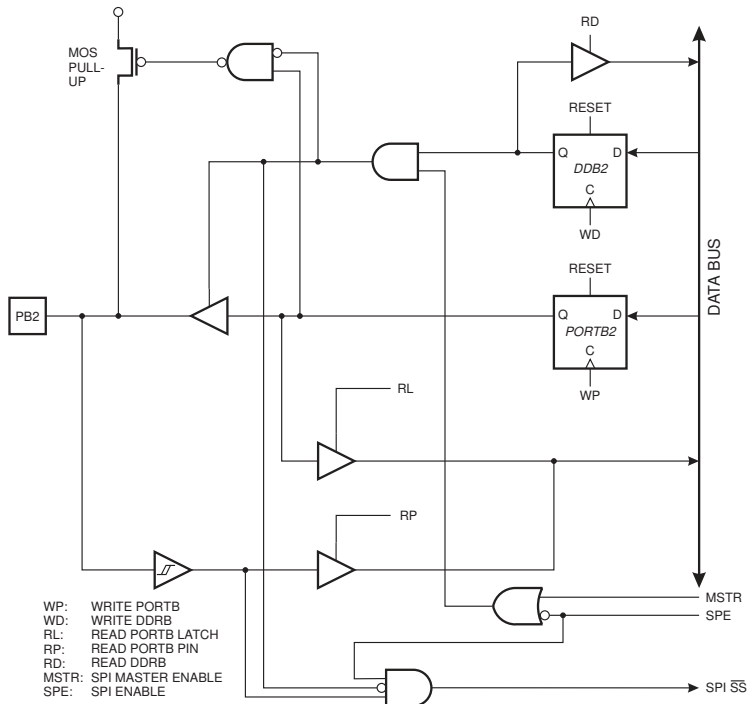 RD
MOS
PULL-
UP
RESET
Q D
DDB2
C
WD
DATA BUS
RESET
PB2
Q D
PORTB2
C
WP
RL
RP
MSTR
SPE
WP: WRITE PORTB
WD: WRITE DDRB
RL: READ PORTB LATCH
RP: READ PORTB PIN
RD: READ DDRB
MSTR: SPI MASTER ENABLE
SPE: SPI ENABLE
SPI S̅S̅